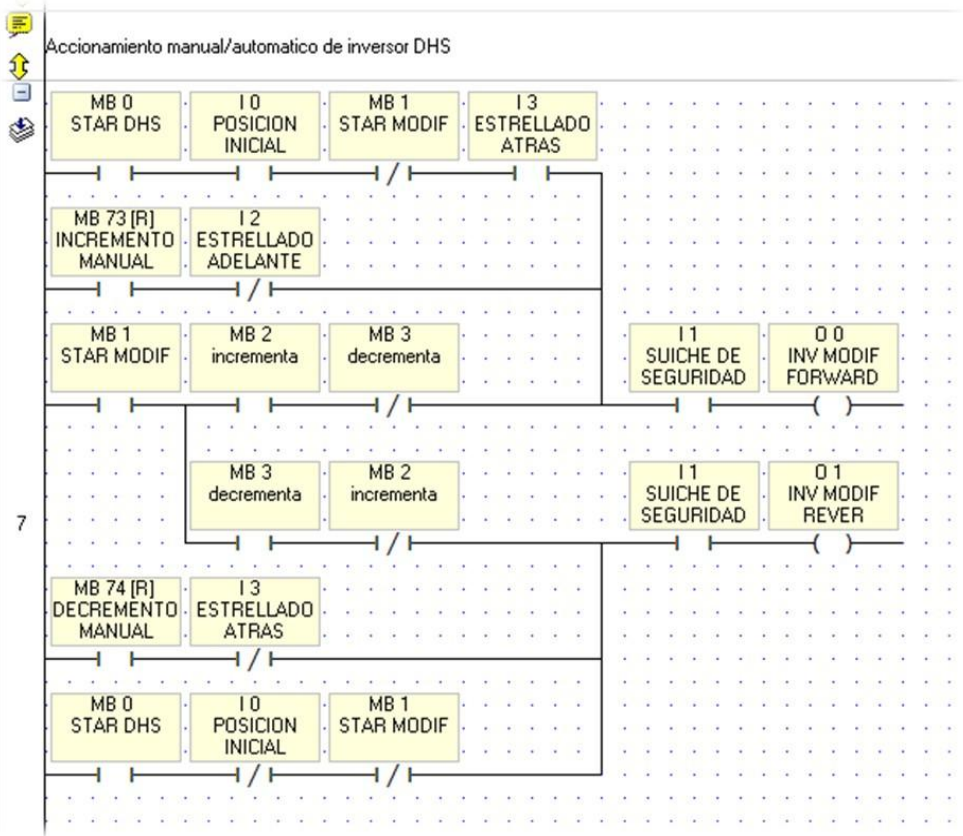 Accionamiento manual/automatico de inversor DHS
MB 0
STAR DHS
I 0
POSICION
INICIAL
MB 1
STAR MODIF
I 3
ESTRELLADO
ATRAS
MB 73 [R]
INCREMENTO
MANUAL
I 2
ESTRELLADO
ADELANTE
MB 1
STAR MODIF
MB 2
incrementa
MB 3
decrementa
I 1
SUICHE DE
SEGURIDAD
O 0
INV MODIF
FORWARD
7
MB 3
decrementa
MB 2
incrementa
I 1
SUICHE DE
SEGURIDAD
O 1
INV MODIF
REVER
MB 74 [R]
DECREMENTO
MANUAL
I 3
ESTRELLADO
ATRAS
MB 0
STAR DHS
I 0
POSICION
INICIAL
MB 1
STAR MODIF